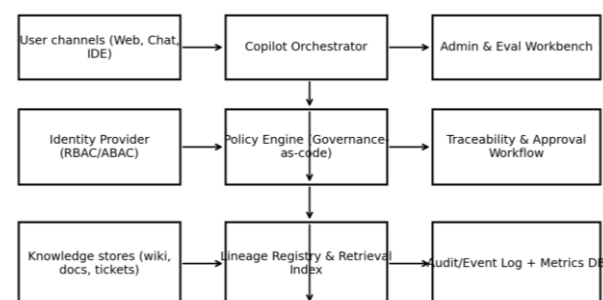 User channels (Web, Chat,
IDE)
Copilot Orchestrator
Admin & Eval Workbench
Identity Provider
(RBAC/ABAC)
Policy Engine (Governance-
as-code)
Traceability & Approval
Workflow
Knowledge stores (wiki,
docs, tickets)
Lineage Registry & Retrieval
Index
Audit/Event Log + Metrics DB